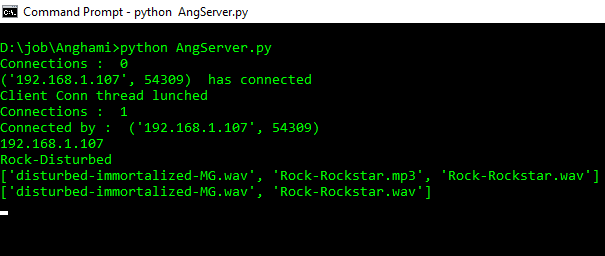 Command Prompt - python  AngServer.py
D:\job\Anghami>python AngServer.py
Connections :  0
('192.168.1.107', 54309)  has connected
Client Conn thread lunched
Connections :  1
Connected by :  ('192.168.1.107', 54309)
192.168.1.107
Rock-Disturbed
['disturbed-immortalized-MG.wav', 'Rock-Rockstar.mp3', 'Rock-Rockstar.wav']
['disturbed-immortalized-MG.wav', 'Rock-Rockstar.wav']